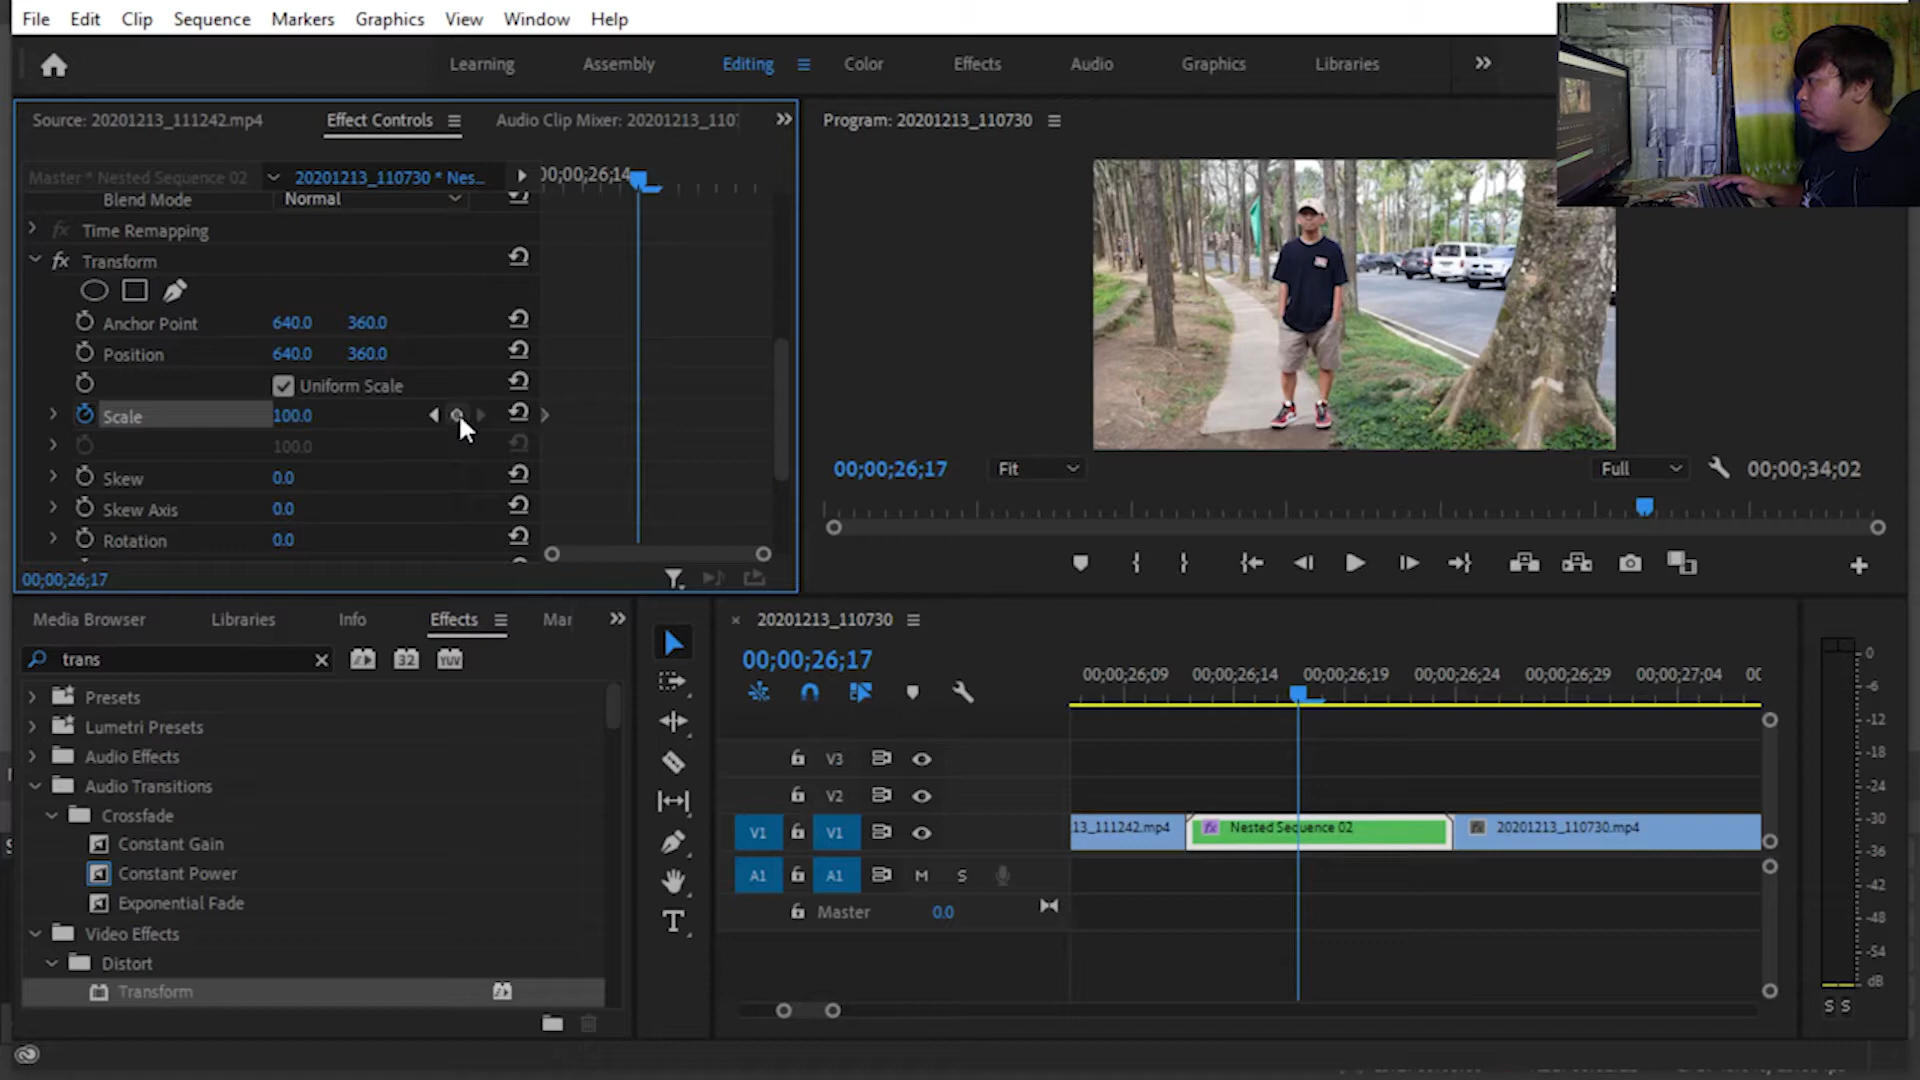 File Edit Clip Sequence Markers Graphics View Window Help
Learning Assembly Editing Color Effects Audio Graphics Libraries
Source: 20201213_111242.mp4 Effect Controls Audio Clip Mixer: 20201213_110
Program: 20201213_110730
Master * Nested Sequence 02 20201213_110730 * Nes... 00;00;26;14
Blend Mode Normal
fx Time Remapping
fx Transform
Anchor Point 640.0 360.0
Position 640.0 360.0
Uniform Scale
Scale 100.0
100.0
Skew 0.0
Skew Axis 0.0
Rotation 0.0
00;00;26;17
00;00;26;17 Fit Full 00;00;34;02
Media Browser Libraries Info Effects Mar
trans 32 YUV
Presets
Lumetri Presets
Audio Effects
Audio Transitions
Crossfade
Constant Gain
Constant Power
Exponential Fade
Video Effects
Distort
Transform
T
20201213_110730
00;00;26;17
00;00;26;09 00;00;26;14 00;00;26;19 00;00;26;24 00;00;26;29 00;00;27;04 00
V3
V2
V1 V1 13_111242.mp4 fx Nested Sequence 02 fx 20201213_110730.mp4
A1 A1 M S
Master 0.0
0
-6
-12
-18
-24
-30
-36
-42
-48
-54
dB
S S